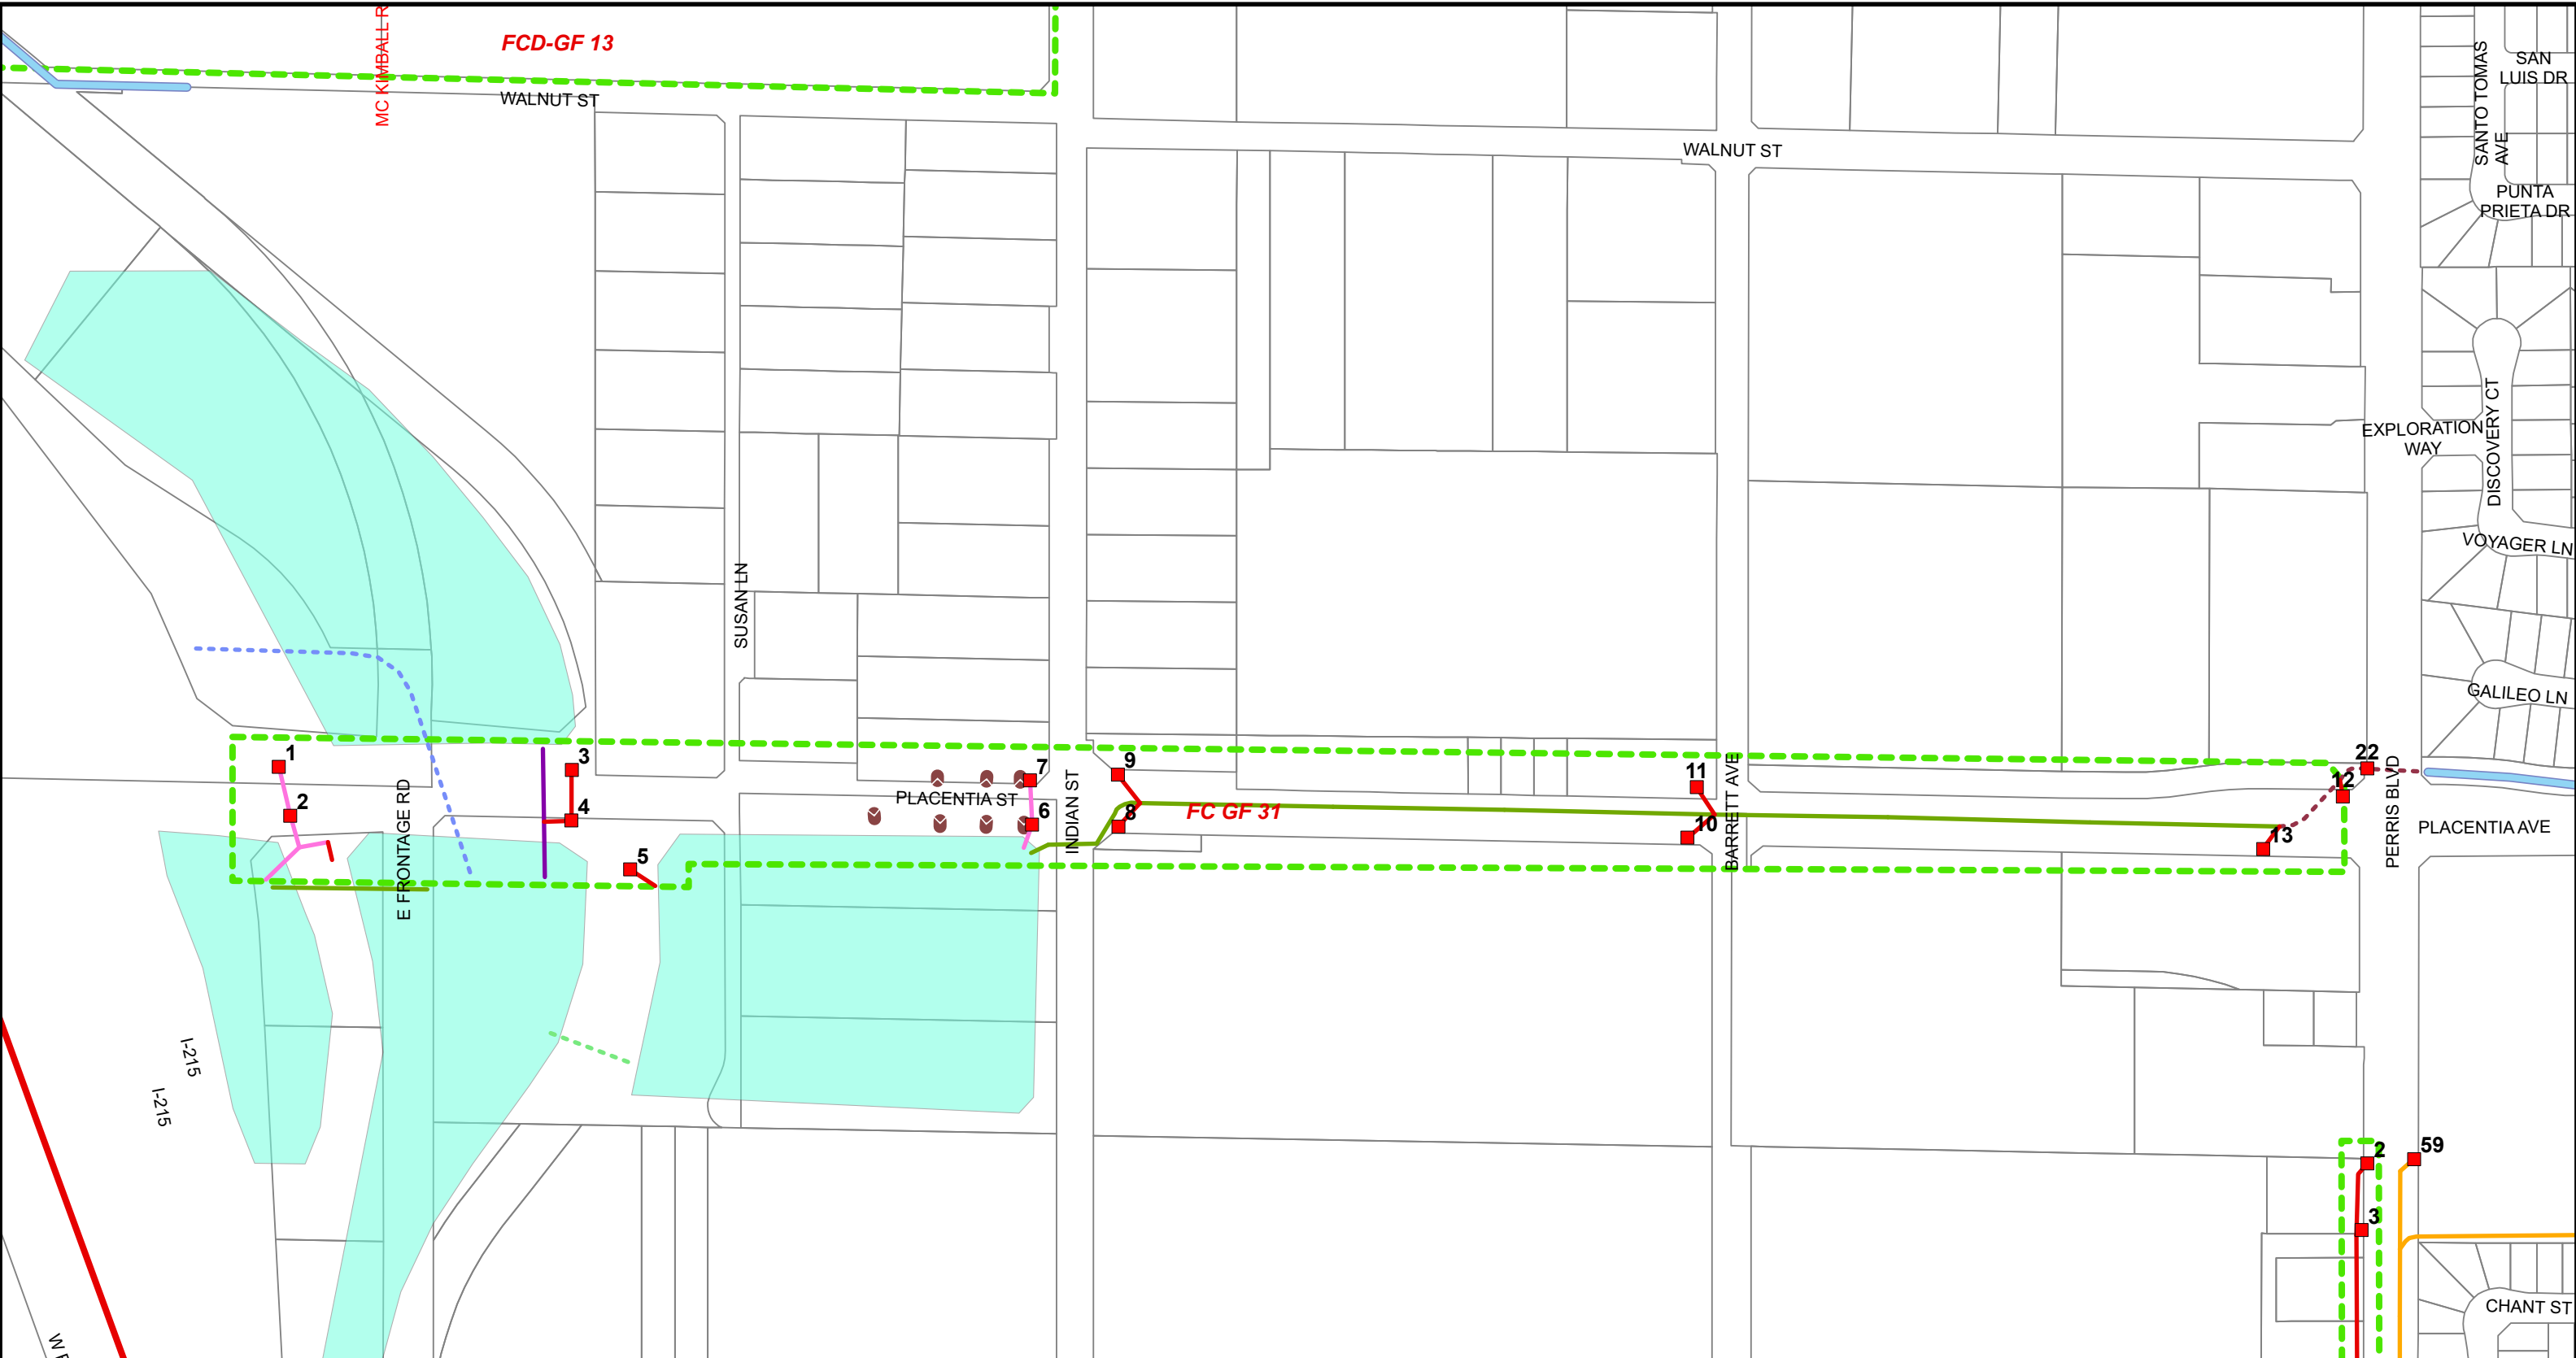 MC KIMBALL R
FCD-GF 13
WALNUT ST
WALNUT ST
SANTO TOMAS
AVE
SAN
LUIS DR
PUNTA
PRIETA DR
EXPLORATION
WAY
DISCOVERY CT
VOYAGER LN
SUSAN LN
GALILEO LN
1
2
3
4
5
E FRONTAGE RD
PLACENTIA ST
7
6
INDIAN ST
9
8
FC GF 31
11
10
BARRETT AVE
22
12
13
PERRIS BLVD
PLACENTIA AVE
I-215
I-215
2
59
3
CHANT ST